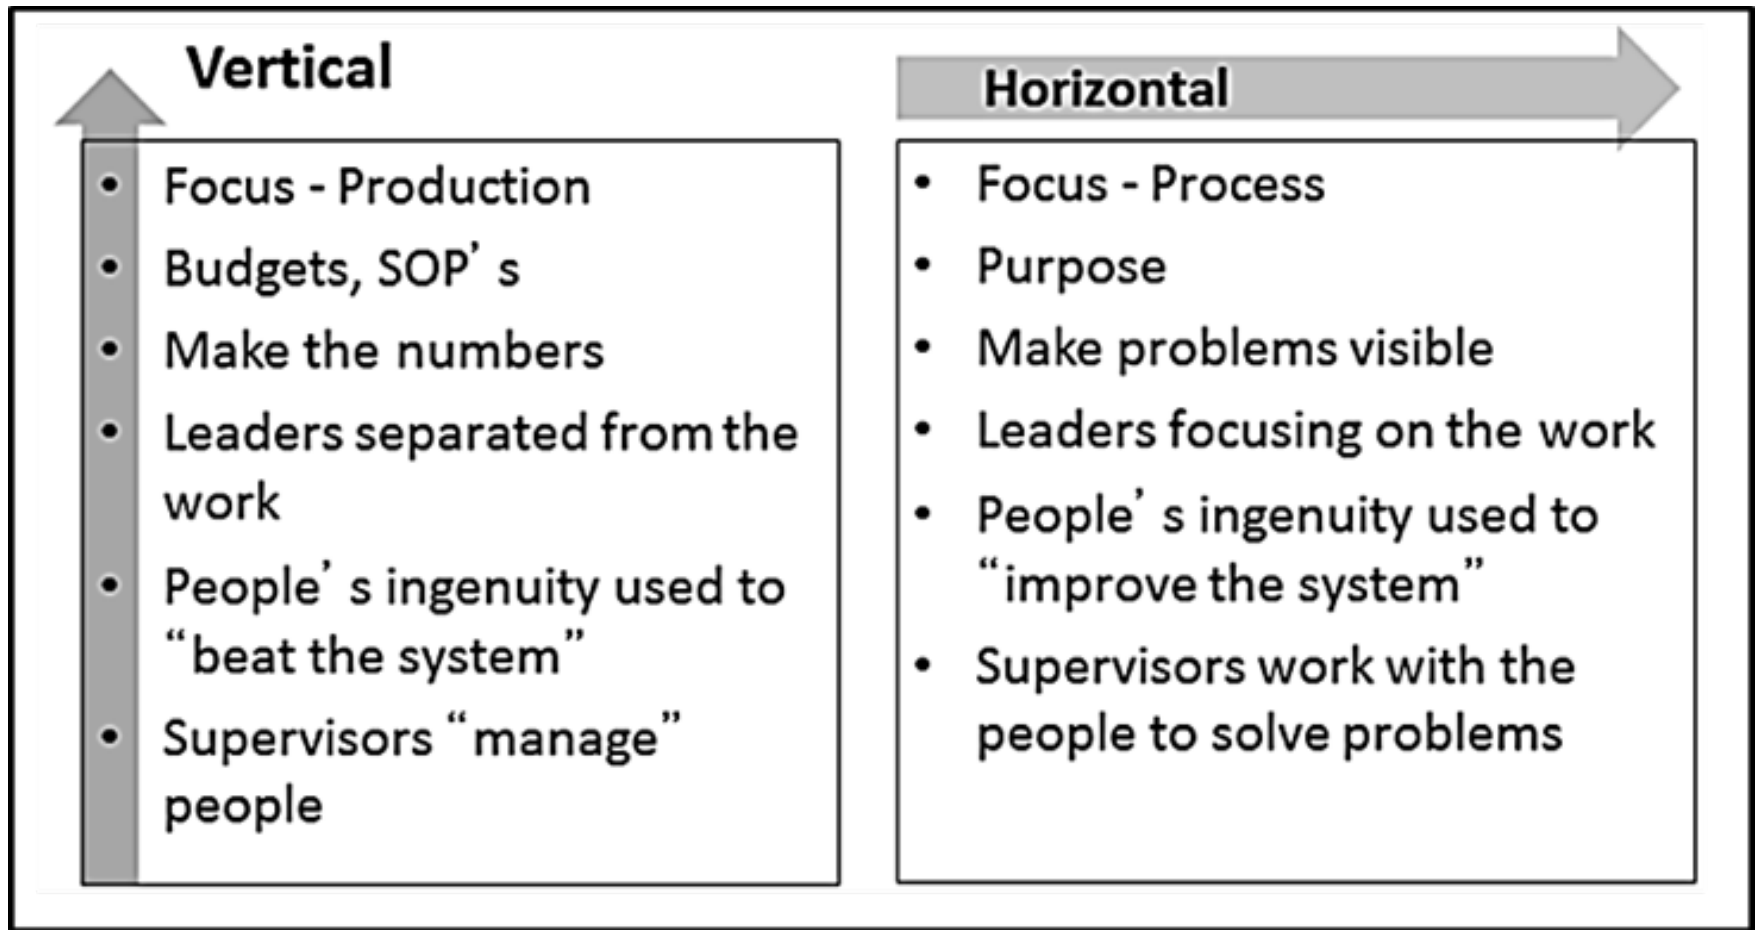 Vertical
• Focus - Production
• Budgets, SOP’ s
• Make the numbers
• Leaders separated from the
work
• People’ s ingenuity used to
“beat the system”
• Supervisors “manage”
people
Horizontal
• Focus - Process
• Purpose
• Make problems visible
• Leaders focusing on the work
• People’ s ingenuity used to
“improve the system”
• Supervisors work with the
people to solve problems